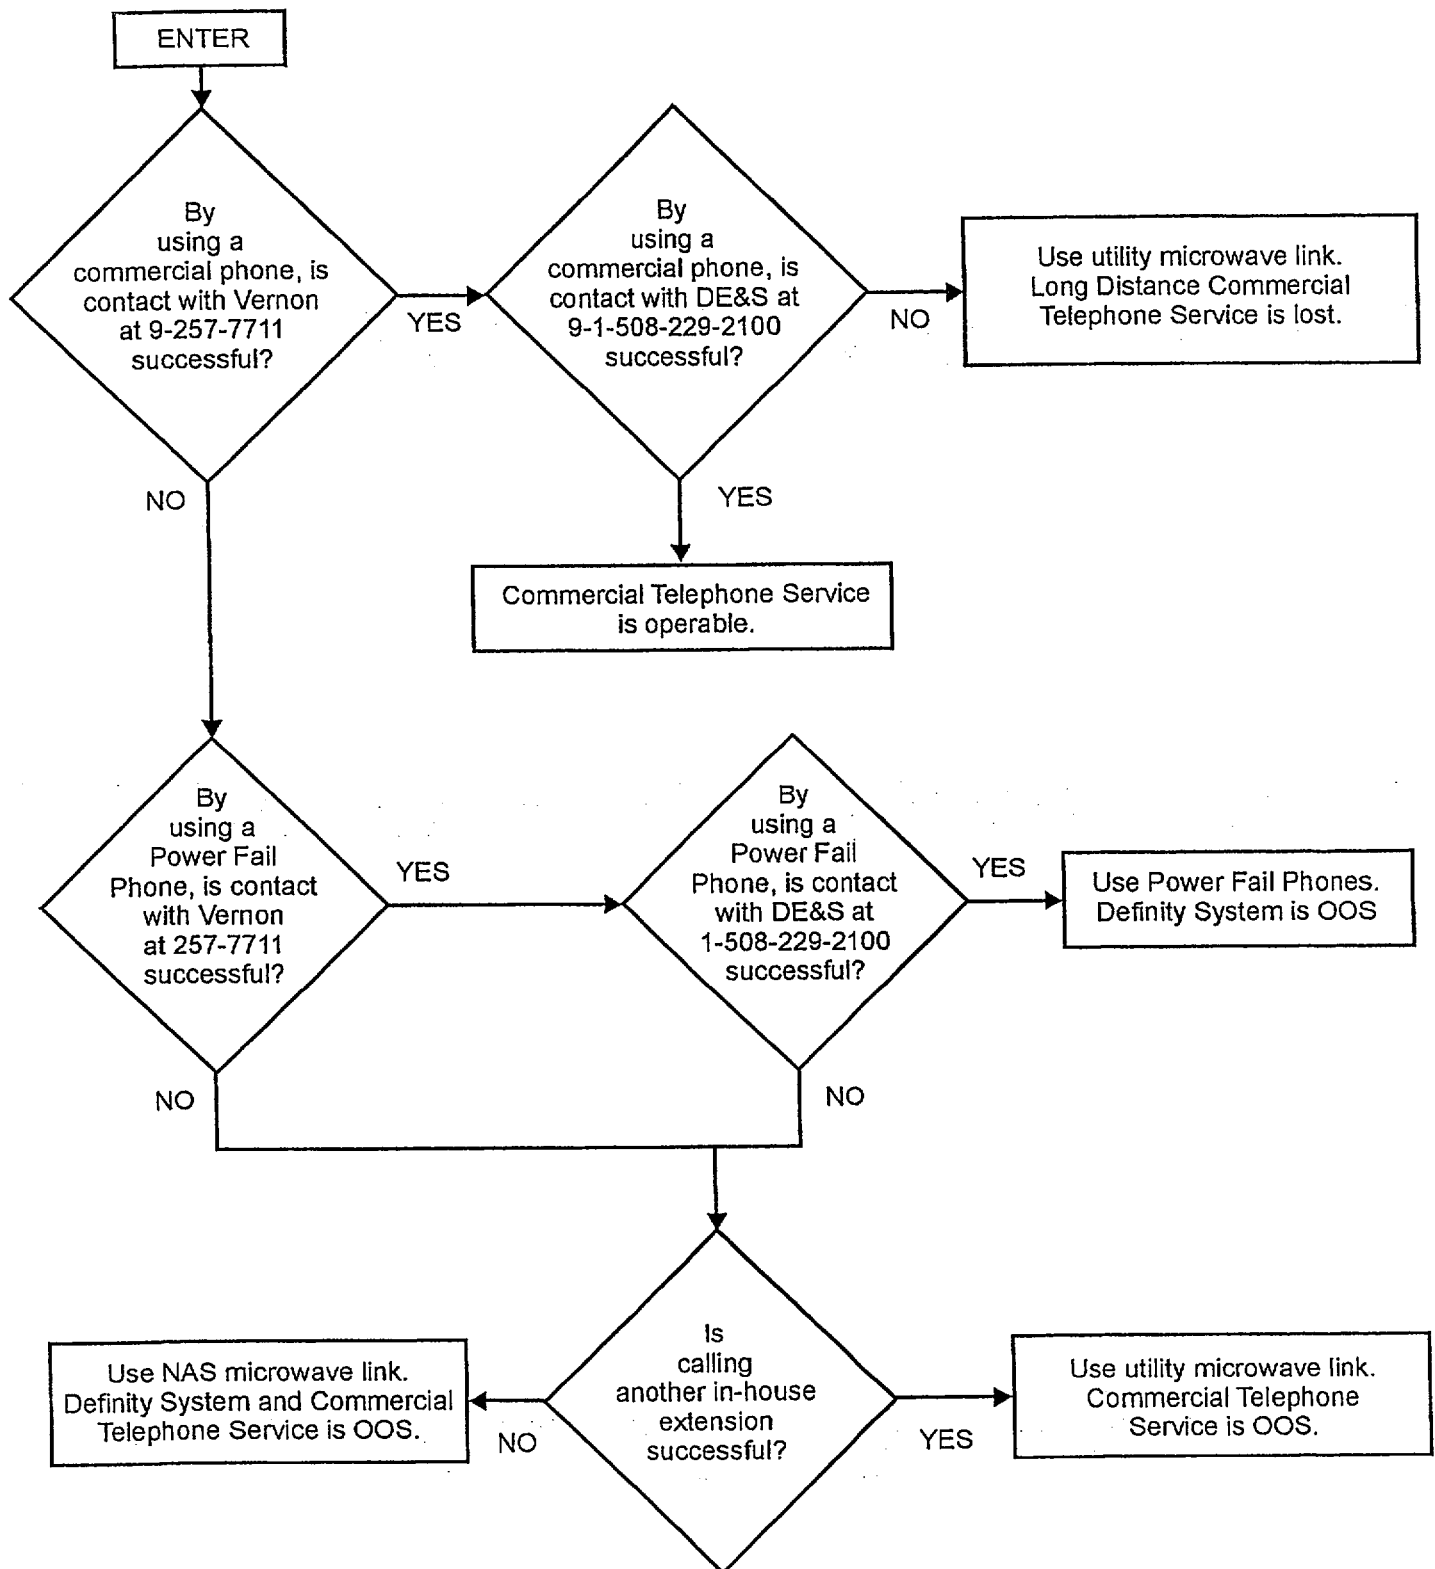 ENTER
By
using a
commercial phone, is
contact with Vernon
at 9-257-7711
successful?
YES
By
using a
commercial phone, is
contact with DE&S at
9-1-508-229-2100
successful?
NO
Use utility microwave link.
Long Distance Commercial
Telephone Service is lost.
NO
YES
Commercial Telephone Service
is operable.
By
using a
Power Fail
Phone, is contact
with Vernon
at 257-7711
successful?
YES
By
using a
Power Fail
Phone, is contact
with DE&S at
1-508-229-2100
successful?
YES
Use Power Fail Phones.
Definity System is OOS
NO
NO
Is
calling
another in-house
extension
successful?
Use NAS microwave link.
Definity System and Commercial
Telephone Service is OOS.
NO
YES
Use utility microwave link.
Commercial Telephone
Service is OOS.